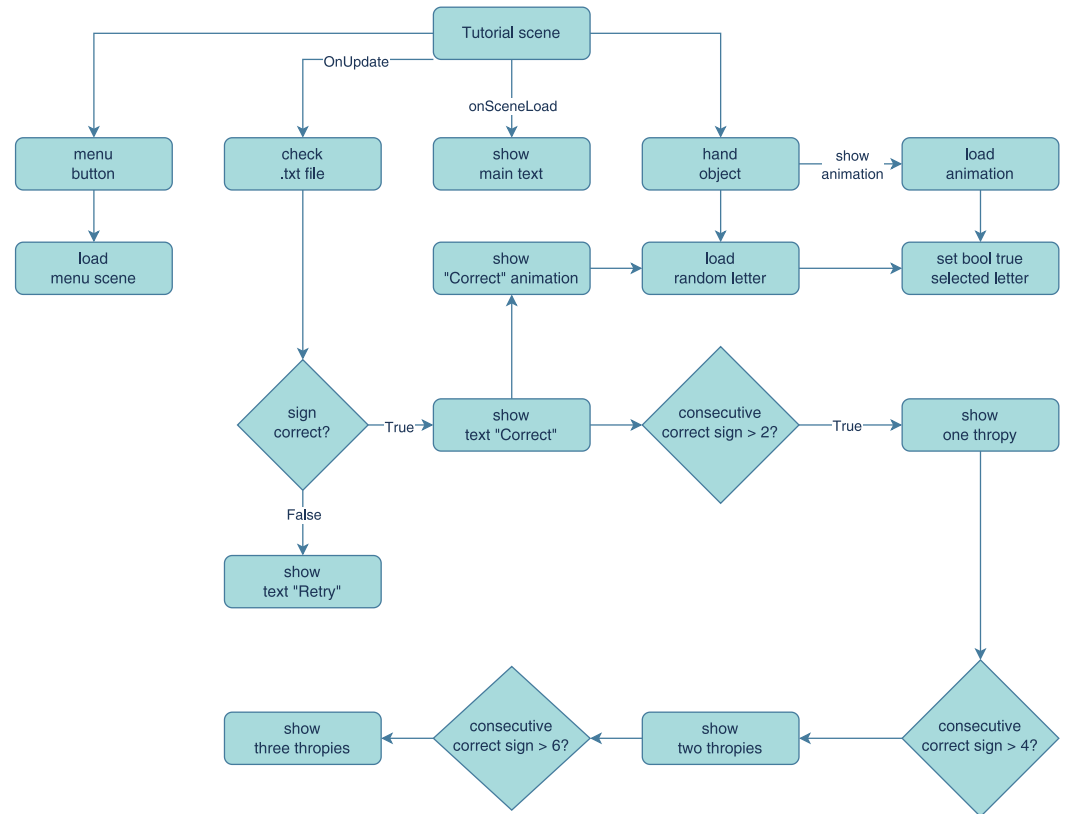 Tutorial scene
OnUpdate
onSceneLoad
menu
button
check
.txt file
show
main text
hand
object
show
animation
load
animation
load
menu scene
show
"Correct" animation
load
random letter
set bool true
selected letter
sign
correct?
True
show
text "Correct"
consecutive
correct sign > 2?
True
show
one thropy
False
show
text "Retry"
show
three thropies
consecutive
correct sign > 6?
show
two thropies
consecutive
correct sign > 4?